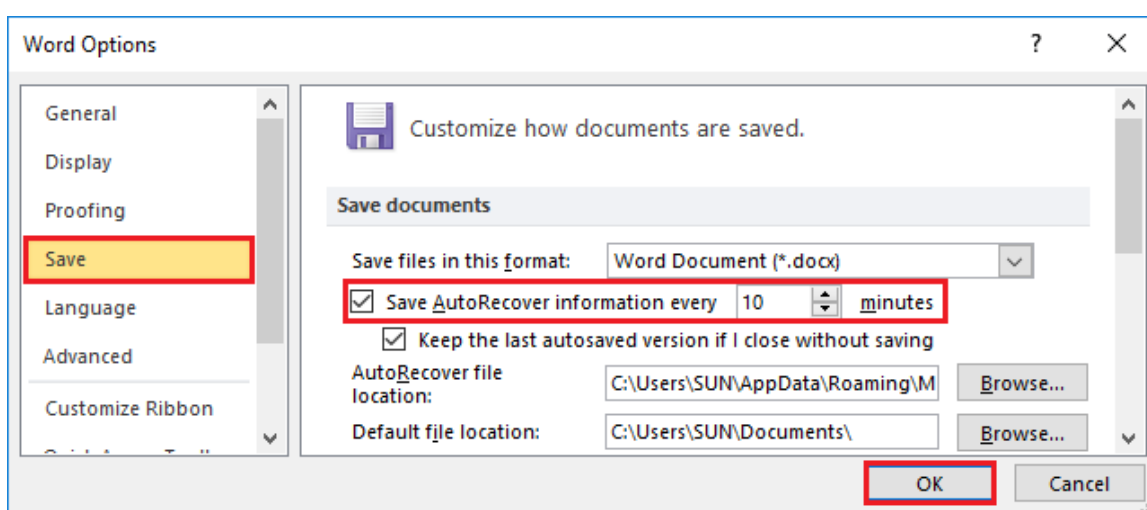 Word Options
?
General
Display
Proofing
Save
Language
Advanced
Customize Ribbon
Customize how documents are saved.
Save documents
Save files in this format: Word Document (*.docx)
Save AutoRecover information every 10 minutes
Keep the last autosaved version if I close without saving
AutoRecover file
location: C:\Users\SUN\AppData\Roaming\M Browse...
Default file location: C:\Users\SUN\Documents\ Browse...
OK Cancel